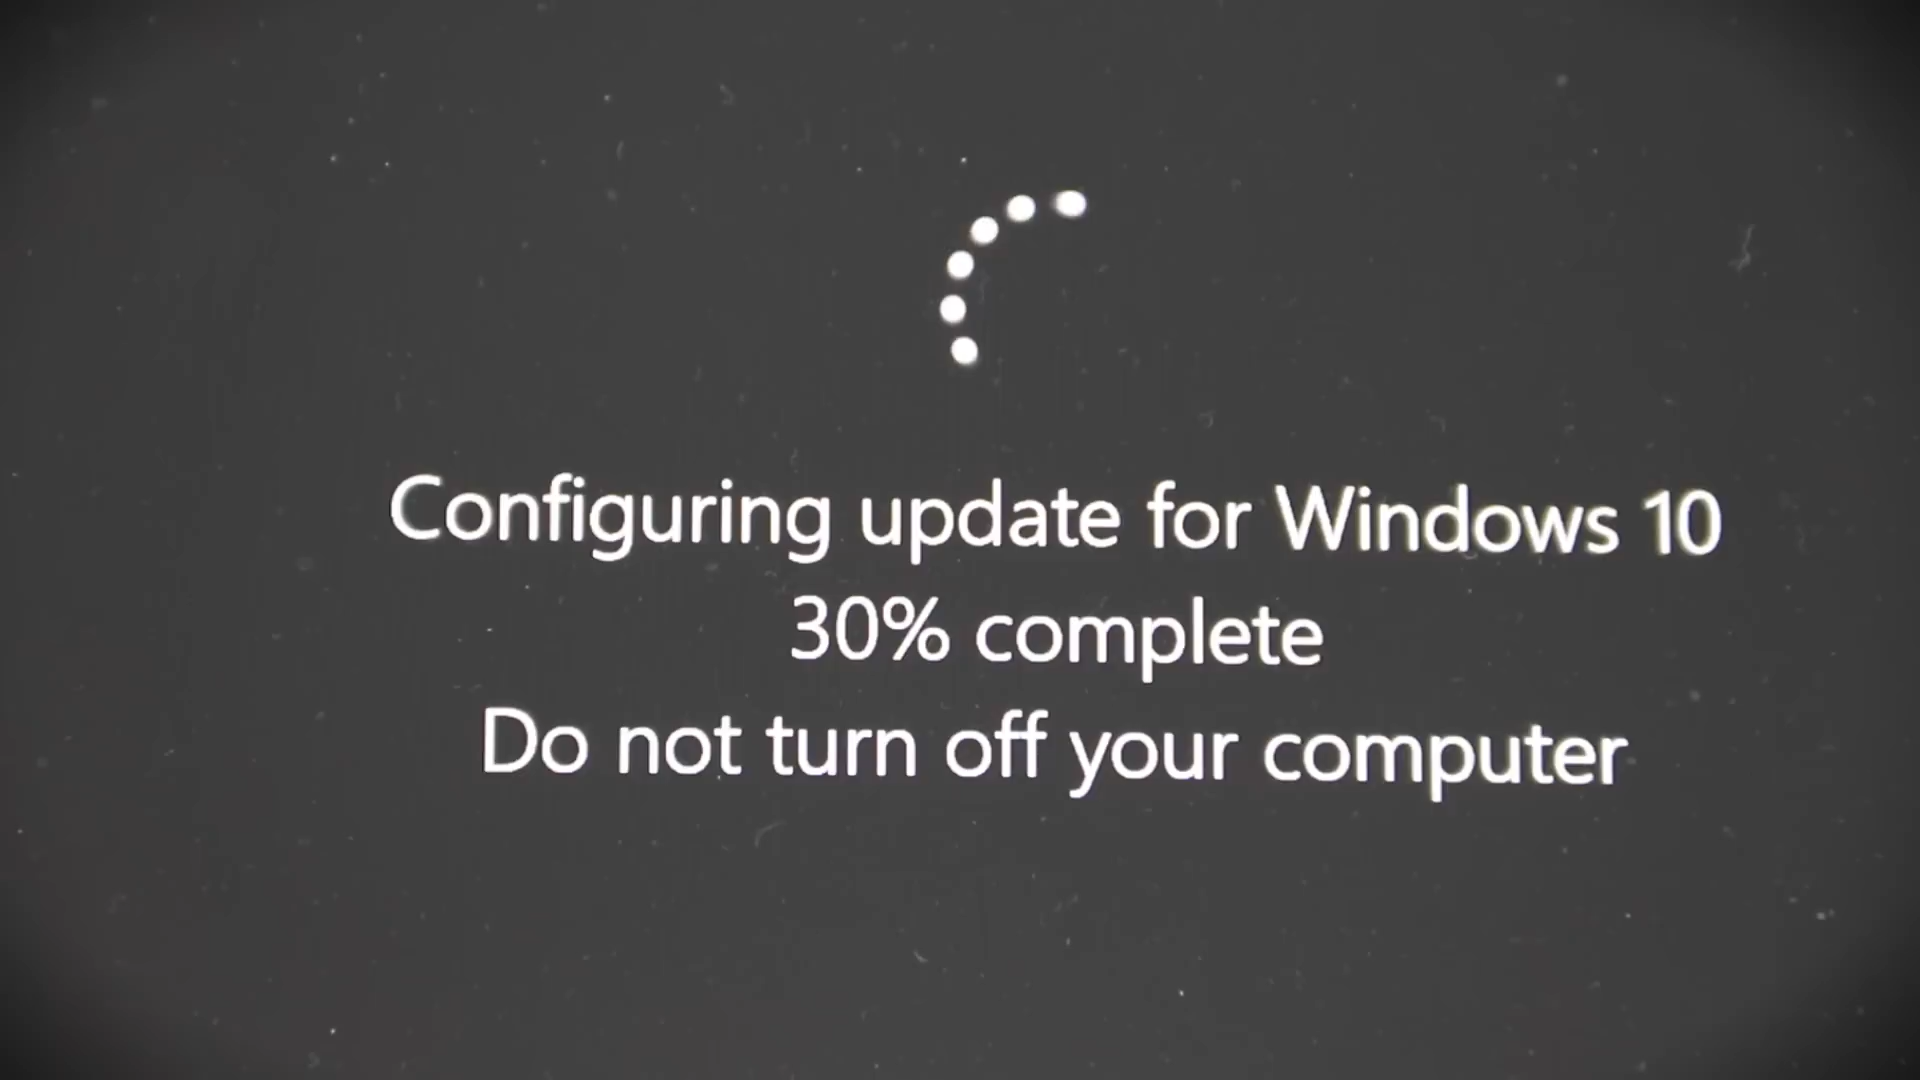 Configuring update for Windows 10
30% complete
Do not turn off your computer